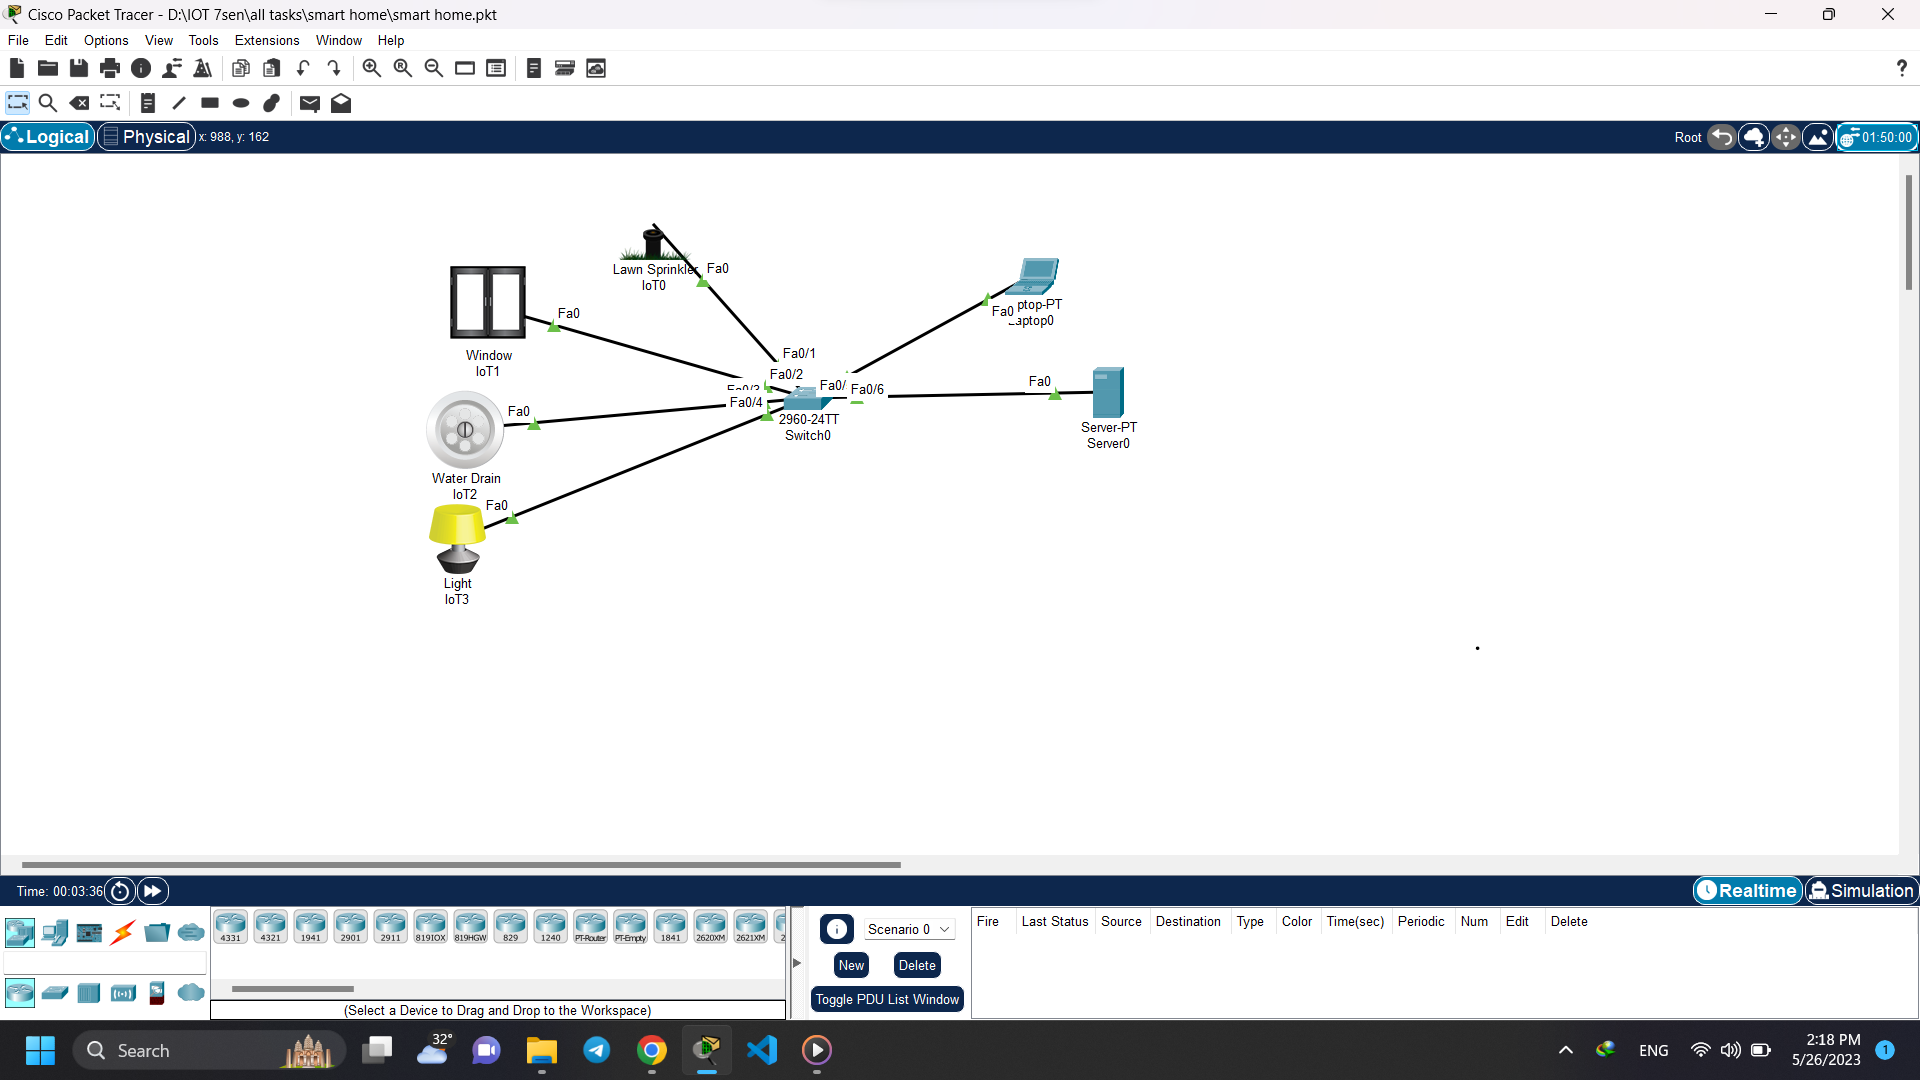 Cisco Packet Tracer - D:\IOT 7sen\all tasks\smart home\smart home.pkt
File Edit Options View Tools Extensions Window Help
?
Logical Physical x: 988, y: 162 Root 01:50:00
Lawn Sprinkler
IoT0
Fa0
Window
IoT1
Fa0
Water Drain
IoT2
Fa0
Light
IoT3
Fa0
Fa0/1
Fa0/2
Fa0/3
Fa0/4
Fa0/
Fa0/6
2960-24TT
Switch0
Fa0
ptop-PT
aptop0
Fa0
Server-PT
Server0
Time: 00:03:36 Realtime Simulation
4331 4321 1941 2901 2911 819IOX 819HGW 829 1240 PT-Router PT-Empty 1841 2620XM 2621XM 2
(Select a Device to Drag and Drop to the Workspace)
Scenario 0
New Delete
Toggle PDU List Window
Fire Last Status Source Destination Type Color Time(sec) Periodic Num Edit Delete
Search 32° ENG 2:18 PM
5/26/2023 1